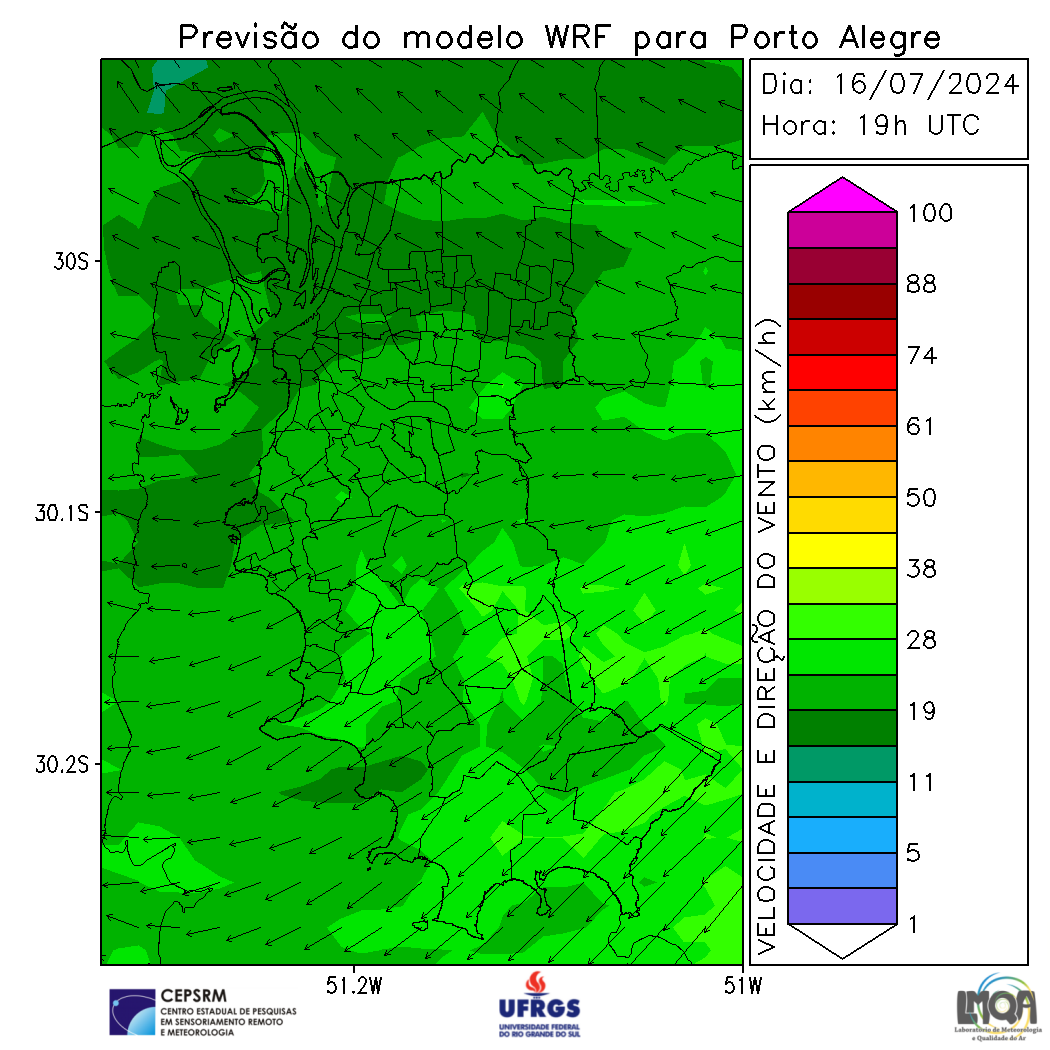 Previsão do modelo WRF para Porto Alegre
Dia: 16/07/2024
Hora: 19h UTC
30S
30.1S
30.2S
51.2W
51W
VELOCIDADE E DIREÇÃO DO VENTO (km/h)
100
88
74
61
50
38
28
19
11
5
1
CEPSRM
CENTRO ESTADUAL DE PESQUISAS
EM SENSORIAMENTO REMOTO
E METEOROLOGIA
UFRGS
UNIVERSIDADE FEDERAL
DO RIO GRANDE DO SUL
LMQA
Laboratório de Meteorologia
e Qualidade do Ar